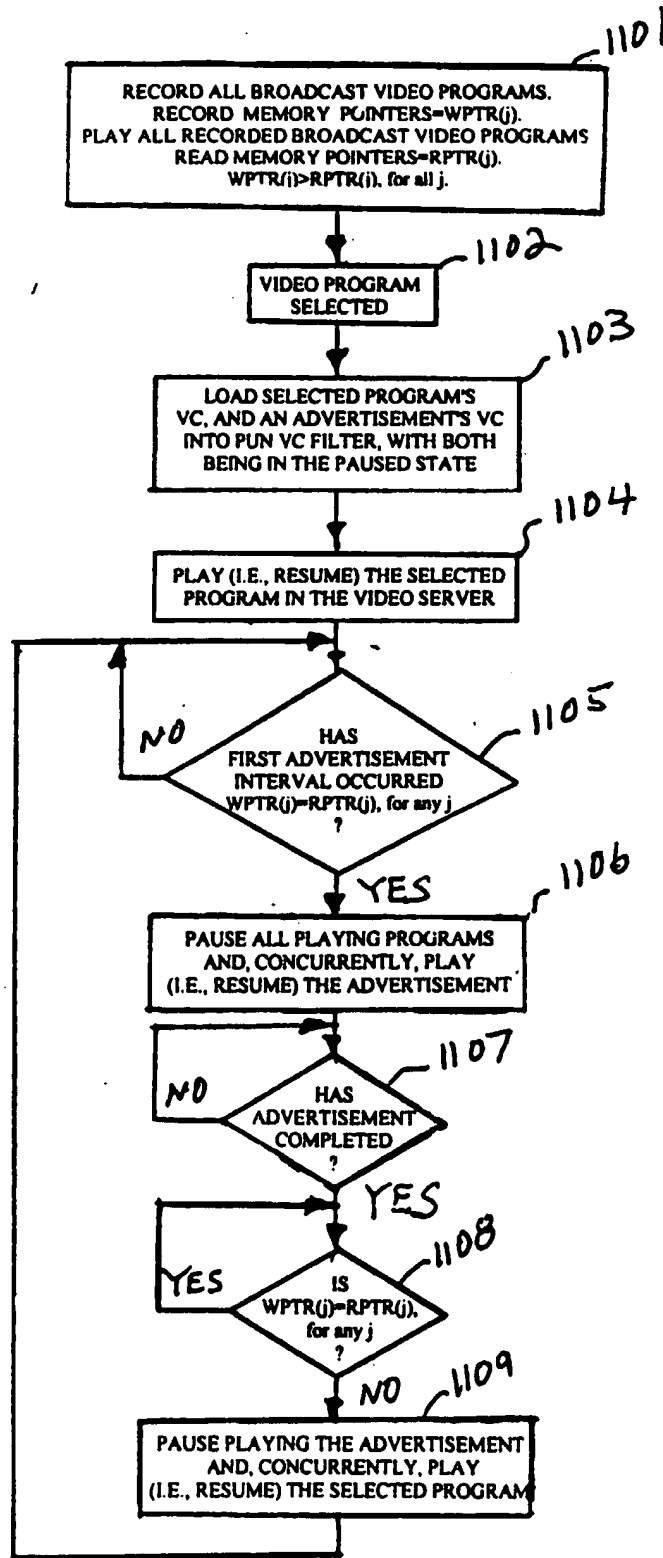 1101
RECORD ALL BROADCAST VIDEO PROGRAMS.
RECORD MEMORY POINTERS=WPTR(j).
PLAY ALL RECORDED BROADCAST VIDEO PROGRAMS
READ MEMORY POINTERS=RPTR(j).
WPTR(j)>RPTR(j), for all j.
1102
VIDEO PROGRAM
SELECTED
1103
LOAD SELECTED PROGRAM'S
VC, AND AN ADVERTISEMENT'S VC
INTO PUN VC FILTER, WITH BOTH
BEING IN THE PAUSED STATE
1104
PLAY (I.E., RESUME) THE SELECTED
PROGRAM IN THE VIDEO SERVER
NO
1105
HAS
FIRST ADVERTISEMENT
INTERVAL OCCURRED
WPTR(j)=RPTR(j), for any j
?
YES
1106
PAUSE ALL PLAYING PROGRAMS
AND, CONCURRENTLY, PLAY
(I.E., RESUME) THE ADVERTISEMENT
1107
NO
HAS
ADVERTISEMENT
COMPLETED
?
YES
1108
YES
IS
WPTR(j)=RPTR(j),
for any j
?
NO
1109
PAUSE PLAYING THE ADVERTISEMENT
AND, CONCURRENTLY, PLAY
(I.E., RESUME) THE SELECTED PROGRAM